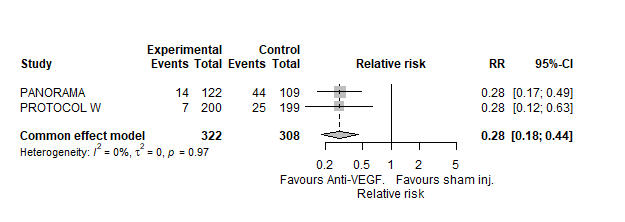 Experimental Control
Study Events Total Events Total Relative risk RR 95%-CI
PANORAMA 14 122 44 109 0.28 [0.17; 0.49]
PROTOCOL W 7 200 25 199 0.28 [0.12; 0.63]
Common effect model 322 308 0.28 [0.18; 0.44]
Heterogeneity: I² = 0%, τ² = 0, p = 0.97
0.2 0.5 1 2 5
Favours Anti-VEGF. Favours sham inj.
Relative risk